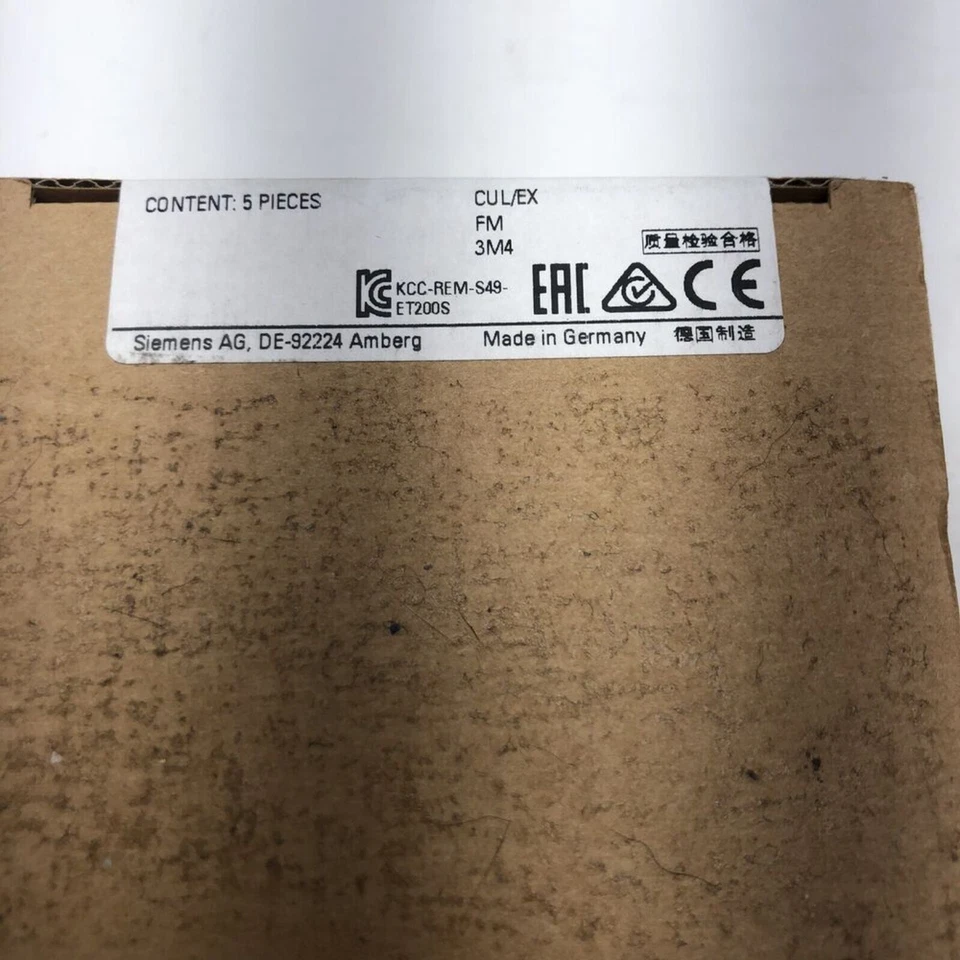 CONTENT: 5 PIECES
CUL/EX
FM
3M4
质量检验合格
KC
KCC-REM-S49-
ET200S
EAC
CE
Siemens AG, DE-92224 Amberg
Made in Germany
德国制造